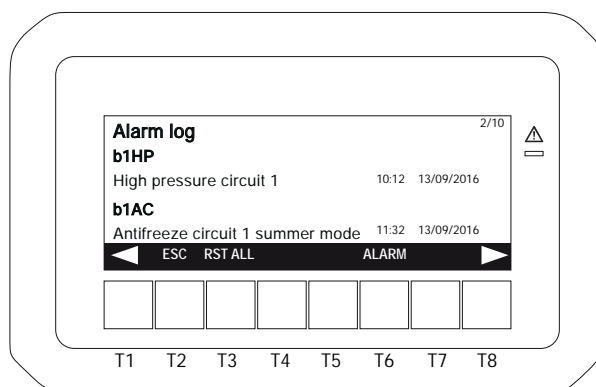 2/10
Alarm log
b1HP
High pressure circuit 1 10:12 13/09/2016
b1AC
Antifreeze circuit 1 summer mode 11:32 13/09/2016
ESC RST ALL ALARM
T1 T2 T3 T4 T5 T6 T7 T8